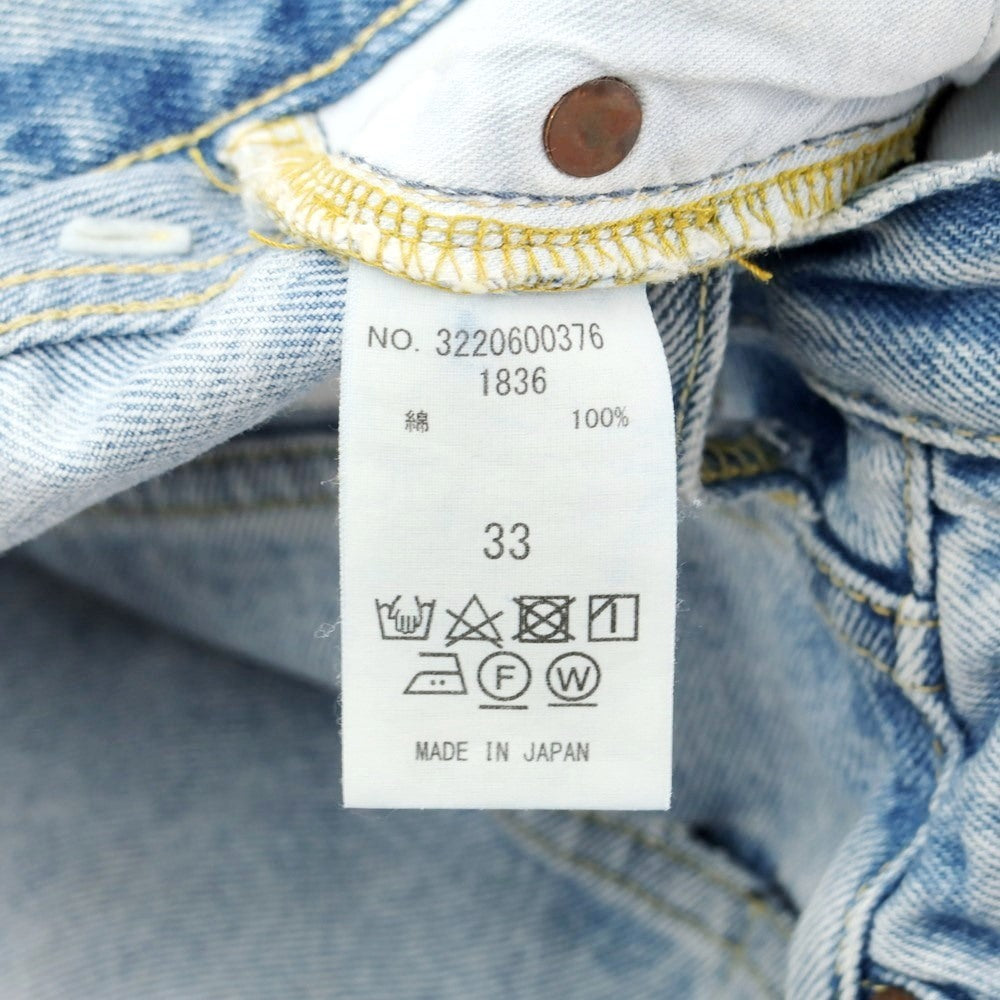 NO. 3220600376
1836
綿 100%
33
F W
MADE IN JAPAN